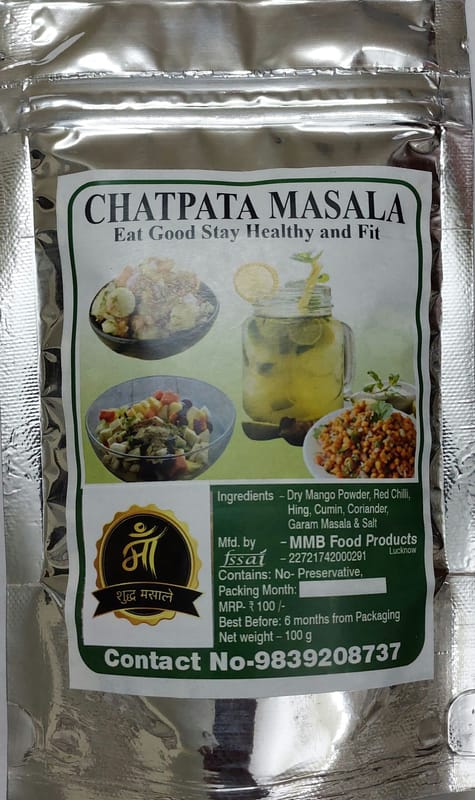 CHATPATA MASALA
Eat Good Stay Healthy and Fit
Ingredients - Dry Mango Powder, Red Chilli,
Hing, Cumin, Coriander,
Garam Masala & Salt
Mfd. by - MMB Food Products
Lucknow
fssai - 22721742000291
Contains: No- Preservative,
Packing Month:
MRP- ₹ 100 /-
Best Before: 6 months from Packaging
Net weight – 100 g
माँ
शुद्ध मसाले
Contact No-9839208737